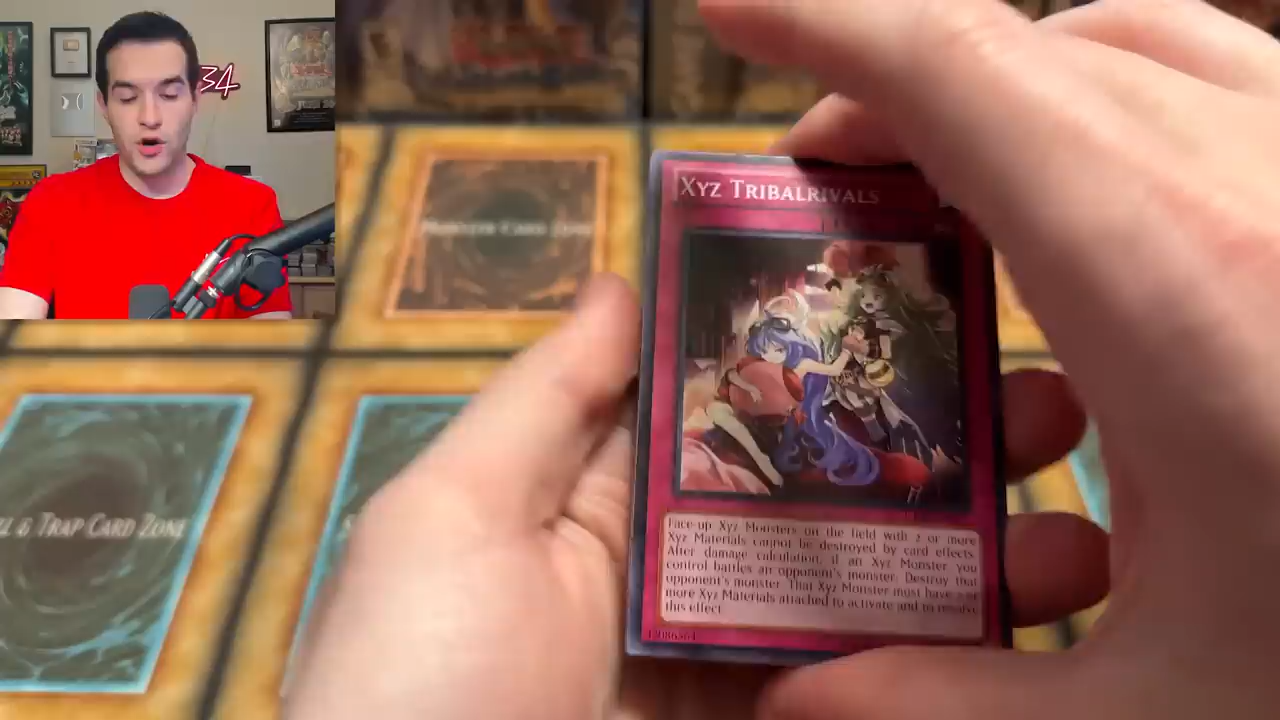 34
XYZ TRIBALRIVALS
MONSTER CARD ZONE
Face-up Xyz Monsters on the field with 2 or more
Xyz Materials cannot be destroyed by card effects.
After damage calculation, if an Xyz Monster you
control battles an opponent's monster: Destroy that
opponent's monster. That Xyz Monster must have 2 or
more Xyz Materials attached to activate and to resolve
this effect.
LL & TRAP CARD ZONE